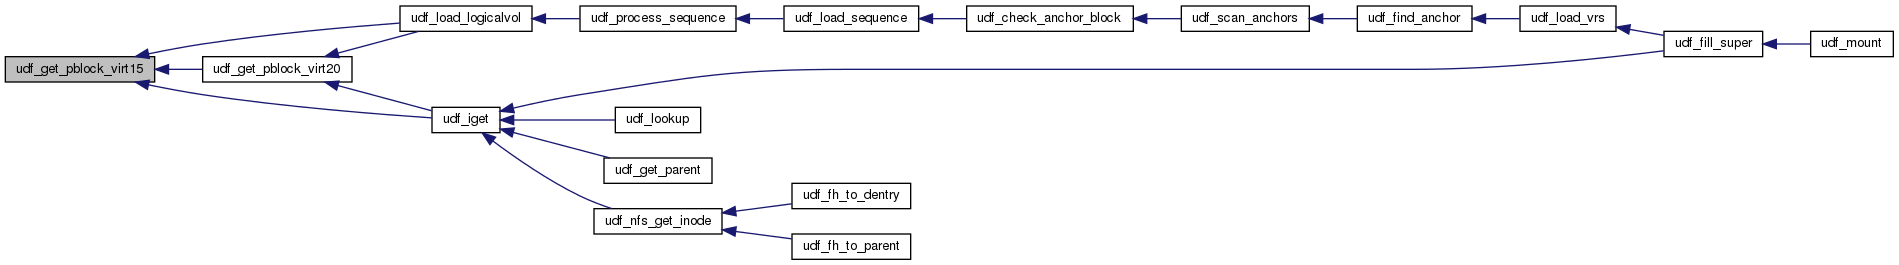 udf_load_logicalvol
udf_process_sequence
udf_load_sequence
udf_check_anchor_block
udf_scan_anchors
udf_find_anchor
udf_load_vrs
udf_fill_super
udf_mount
udf_get_pblock_virt15
udf_get_pblock_virt20
udf_iget
udf_lookup
udf_get_parent
udf_fh_to_dentry
udf_nfs_get_inode
udf_fh_to_parent